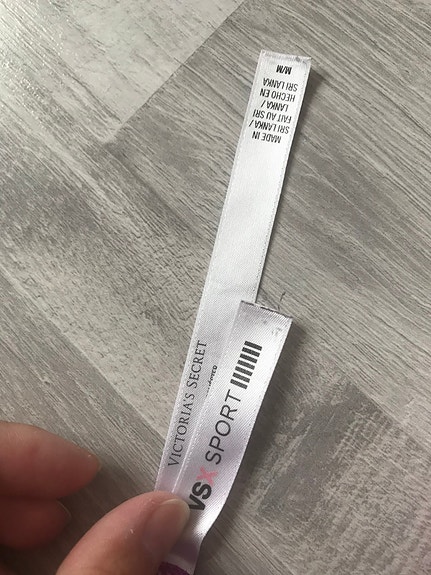 MADE IN
SRI LANKA /
FAIT AU SRI
LANKA /
HECHO EN
SRI LANKA
M/M
VICTORIA'S SECRET
VSX SPORT